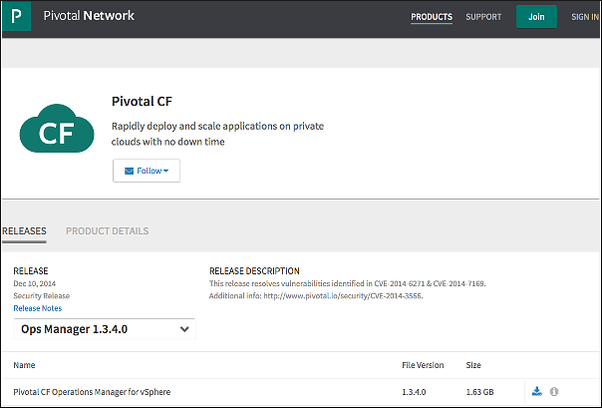 P Pivotal Network PRODUCTS SUPPORT Join SIGN IN
CF
Pivotal CF
Rapidly deploy and scale applications on private
clouds with no down time
Follow
RELEASES PRODUCT DETAILS
RELEASE
Dec 10, 2014
Security Release
Release Notes
Ops Manager 1.3.4.0
RELEASE DESCRIPTION
This release resolves vulnerabilities identified in CVE-2014-6271 & CVE-2014-7169.
Additional info: http://www.pivotal.io/security/CVE-2014-3566.
Name File Version Size
Pivotal CF Operations Manager for vSphere 1.3.4.0 1.63 GB